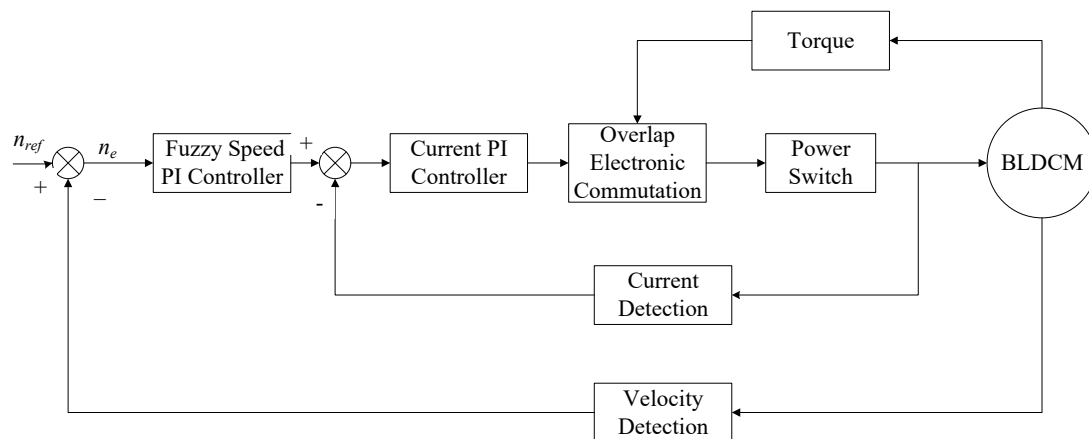 Torque
n_ref
+
−
n_e
Fuzzy Speed
PI Controller
+
-
Current PI
Controller
Overlap
Electronic
Commutation
Power
Switch
BLDCM
Current
Detection
Velocity
Detection